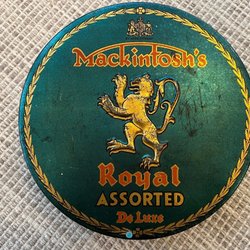 Mackintosh's
Royal
ASSORTED
De Luxe